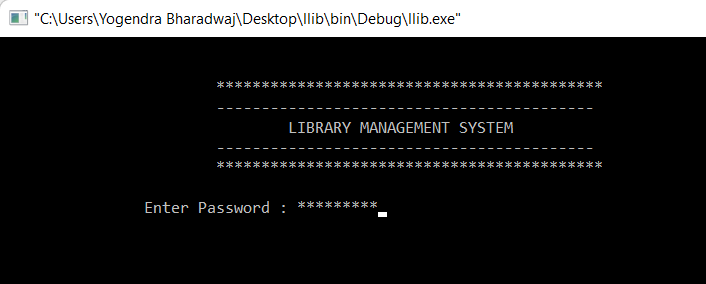 "C:\Users\Yogendra Bharadwaj\Desktop\llib\bin\Debug\llib.exe"
*******************************************
------------------------------------------
LIBRARY MANAGEMENT SYSTEM
------------------------------------------
*******************************************
Enter Password : *********